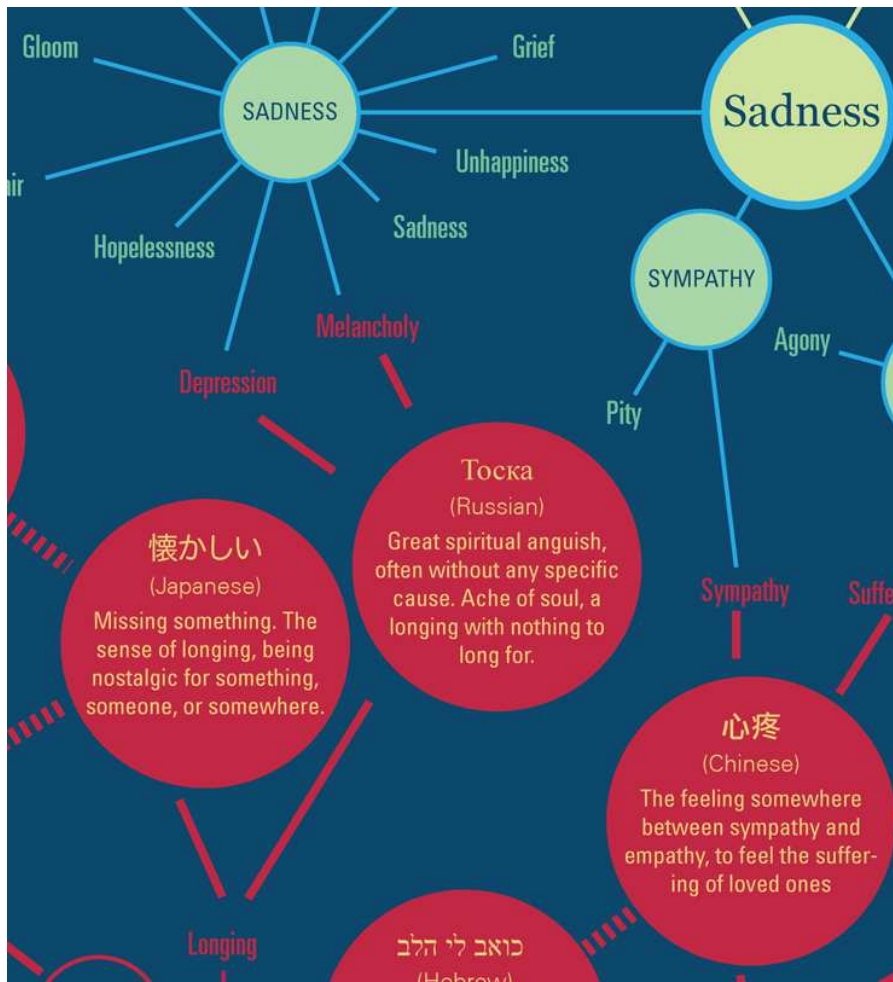 Gloom
Grief
SADNESS
Sadness
Unhappiness
Sadness
Hopelessness
SYMPATHY
Melancholy
Agony
Depression
Pity
Тоска
(Russian)
Great spiritual anguish,
often without any specific
cause. Ache of soul, a
longing with nothing to
long for.
懐かしい
(Japanese)
Missing something. The
sense of longing, being
nostalgic for something,
someone, or somewhere.
Sympathy
心疼
(Chinese)
The feeling somewhere
between sympathy and
empathy, to feel the suffer-
ing of loved ones
Longing
כואב לי הלב
(Hebrew)